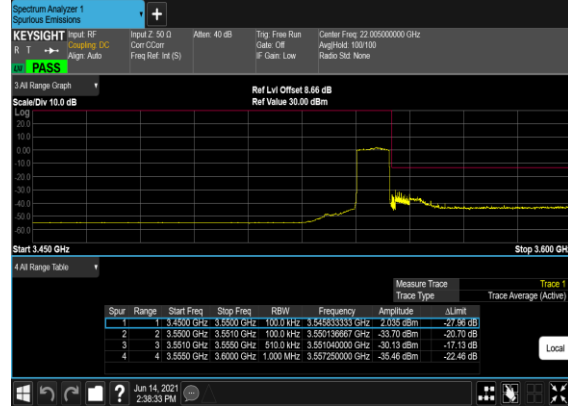 Spectrum Analyzer 1
Spurious Emissions
KEYSIGHT Input: RF Input Z: 50 Ω Atten: 40 dB Trig: Free Run Center Freq: 22.005000000 GHz
R T Coupling: DC Corr CCorr Gate: Off Avg|Hold: 100/100
Align: Auto Freq Ref: Int (S) IF Gain: Low Radio Std: None
PASS
3 All Range Graph
Ref Lvl Offset 8.66 dB
Scale/Div 10.0 dB Ref Value 30.00 dBm
Log
20.0
10.0
0.00
-10.0
-20.0
-30.0
-40.0
-50.0
-60.0
Start 3.450 GHz Stop 3.600 GH
4 All Range Table
Measure Trace Trace 1
Trace Type Trace Average (Active)
Spur Range Start Freq Stop Freq RBW Frequency Amplitude ΔLimit
1 1 3.4500 GHz 3.5500 GHz 100.0 kHz 3.545833333 GHz 2.035 dBm -27.96 dB
2 2 3.5500 GHz 3.5510 GHz 100.0 kHz 3.550136667 GHz -33.70 dBm -20.70 dB
3 3 3.5510 GHz 3.5550 GHz 510.0 kHz 3.551040000 GHz -30.13 dBm -17.13 dB
4 4 3.5550 GHz 3.6000 GHz 1.000 MHz 3.557250000 GHz -35.46 dBm -22.46 dB
Local
?
Jun 14, 2021
2:38:33 PM